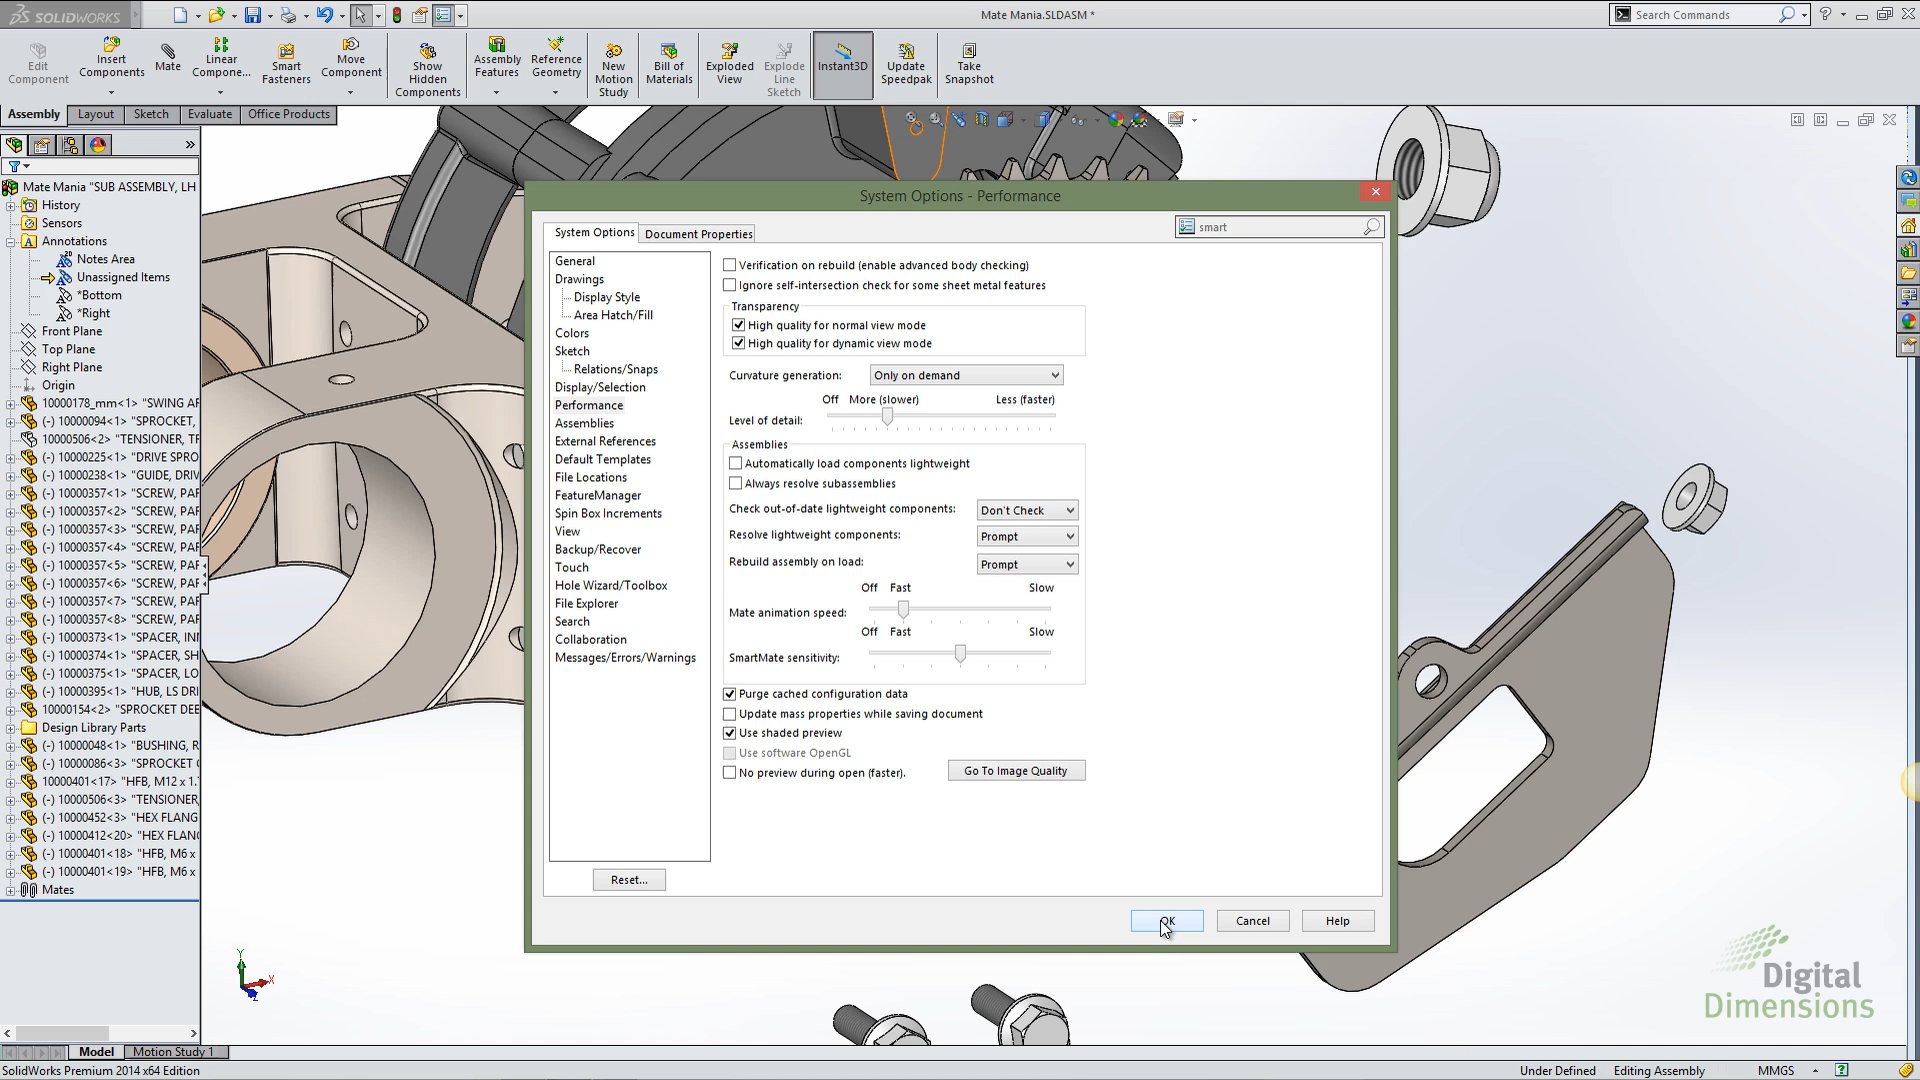 SOLIDWORKS
Mate Mania.SLDASM *
Search Commands
Edit Component
Insert Components
Mate
Linear Compone...
Smart Fasteners
Move Component
Show Hidden Components
Assembly Features
Reference Geometry
New Motion Study
Bill of Materials
Exploded View
Explode Line Sketch
Instant3D
Update Speedpak
Take Snapshot
Assembly
Layout
Sketch
Evaluate
Office Products
Mate Mania "SUB ASSEMBLY, LH
History
Sensors
Annotations
Notes Area
Unassigned Items
*Bottom
*Right
Front Plane
Top Plane
Right Plane
Origin
10000178_mm<1> "SWING AR
(-) 10000094<1> "SPROCKET,
10000506<2> "TENSIONER, TR
(-) 10000225<1> "DRIVE SPRO
(-) 10000238<1> "GUIDE, DRIV
(-) 10000357<1> "SCREW, PAR
(-) 10000357<2> "SCREW, PAR
(-) 10000357<3> "SCREW, PAR
(-) 10000357<4> "SCREW, PAR
(-) 10000357<5> "SCREW, PAR
(-) 10000357<6> "SCREW, PAR
(-) 10000357<7> "SCREW, PAR
(-) 10000357<8> "SCREW, PAR
(-) 10000373<1> "SPACER, INN
(-) 10000374<1> "SPACER, SH
(-) 10000375<1> "SPACER, LO
(-) 10000395<1> "HUB, LS DRI
10000154<2> "SPROCKET DEE
Design Library Parts
(-) 10000048<1> "BUSHING, R
(-) 10000086<3> "SPROCKET C
10000401<17> "HFB, M12 x 1.7
(-) 10000506<3> "TENSIONER,
(-) 10000452<3> "HEX FLANG
(-) 10000412<20> "HEX FLANG
(-) 10000401<18> "HFB, M6 x
(-) 10000401<19> "HFB, M6 x
Mates
System Options - Performance
System Options
Document Properties
smart
General
Drawings
Display Style
Area Hatch/Fill
Colors
Sketch
Relations/Snaps
Display/Selection
Performance
Assemblies
External References
Default Templates
File Locations
FeatureManager
Spin Box Increments
View
Backup/Recover
Touch
Hole Wizard/Toolbox
File Explorer
Search
Collaboration
Messages/Errors/Warnings
Reset...
Verification on rebuild (enable advanced body checking)
Ignore self-intersection check for some sheet metal features
Transparency
High quality for normal view mode
High quality for dynamic view mode
Curvature generation: Only on demand
Off More (slower) Less (faster)
Level of detail:
Assemblies
Automatically load components lightweight
Always resolve subassemblies
Check out-of-date lightweight components: Don't Check
Resolve lightweight components: Prompt
Rebuild assembly on load: Prompt
Off Fast Slow
Mate animation speed:
Off Fast Slow
SmartMate sensitivity:
Purge cached configuration data
Update mass properties while saving document
Use shaded preview
Use software OpenGL
No preview during open (faster).
Go To Image Quality
OK
Cancel
Help
Y
X
Z
Digital
Dimensions
Model
Motion Study 1
SolidWorks Premium 2014 x64 Edition
Under Defined
Editing Assembly
MMGS